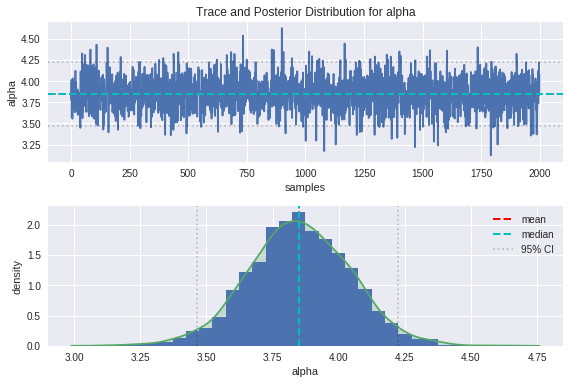 Trace and Posterior Distribution for alpha
4.50
4.25
4.00
3.75
3.50
3.25
alpha
0 250 500 750 1000 1250 1500 1750 2000
samples
2.0
1.5
1.0
0.5
0.0
density
mean
median
95% CI
3.00 3.25 3.50 3.75 4.00 4.25 4.50 4.75
alpha